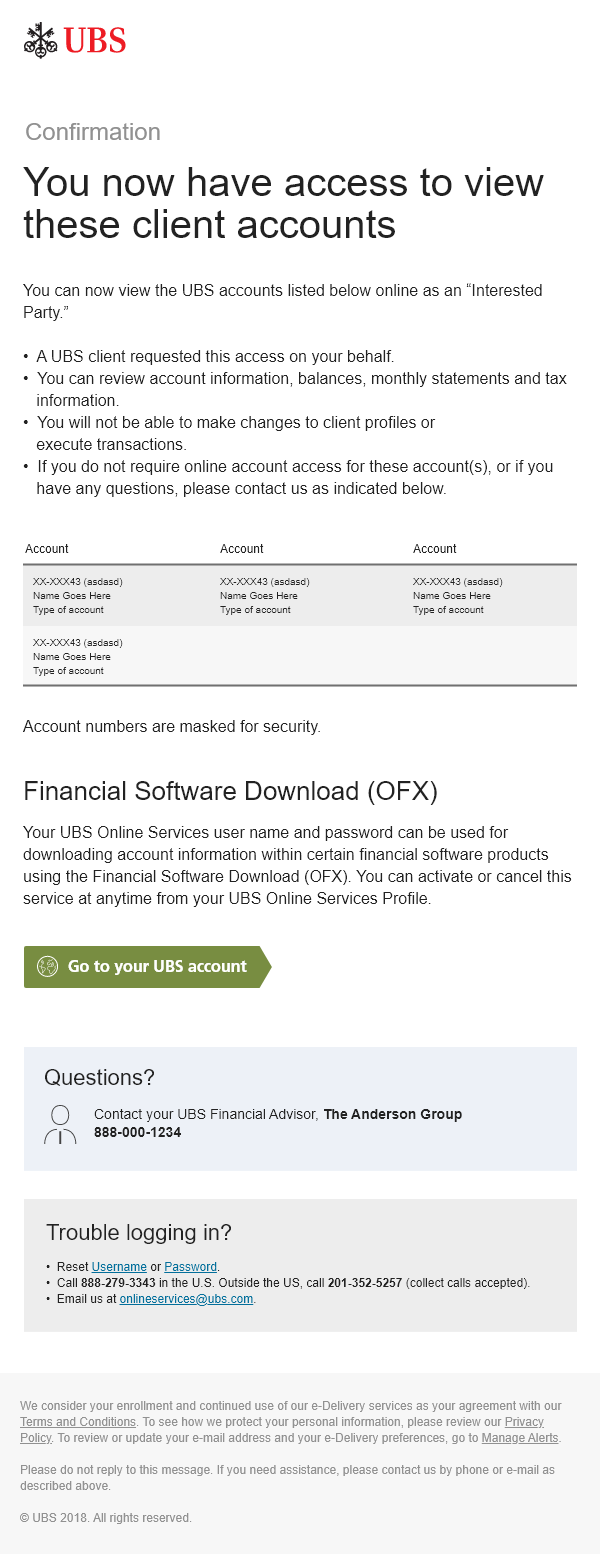 UBS
Confirmation
You now have access to view
these client accounts
You can now view the UBS accounts listed below online as an “Interested
Party.”
• A UBS client requested this access on your behalf.
• You can review account information, balances, monthly statements and tax
information.
• You will not be able to make changes to client profiles or
execute transactions.
• If you do not require online account access for these account(s), or if you
have any questions, please contact us as indicated below.
Account Account Account
XX-XXX43 (asdasd) XX-XXX43 (asdasd) XX-XXX43 (asdasd)
Name Goes Here Name Goes Here Name Goes Here
Type of account Type of account Type of account
XX-XXX43 (asdasd)
Name Goes Here
Type of account
Account numbers are masked for security.
Financial Software Download (OFX)
Your UBS Online Services user name and password can be used for
downloading account information within certain financial software products
using the Financial Software Download (OFX). You can activate or cancel this
service at anytime from your UBS Online Services Profile.
Go to your UBS account
Questions?
Contact your UBS Financial Advisor, The Anderson Group
888-000-1234
Trouble logging in?
• Reset Username or Password.
• Call 888-279-3343 in the U.S. Outside the US, call 201-352-5257 (collect calls accepted).
• Email us at onlineservices@ubs.com.
We consider your enrollment and continued use of our e-Delivery services as your agreement with our
Terms and Conditions. To see how we protect your personal information, please review our Privacy
Policy. To review or update your e-mail address and your e-Delivery preferences, go to Manage Alerts.
Please do not reply to this message. If you need assistance, please contact us by phone or e-mail as
described above.
© UBS 2018. All rights reserved.